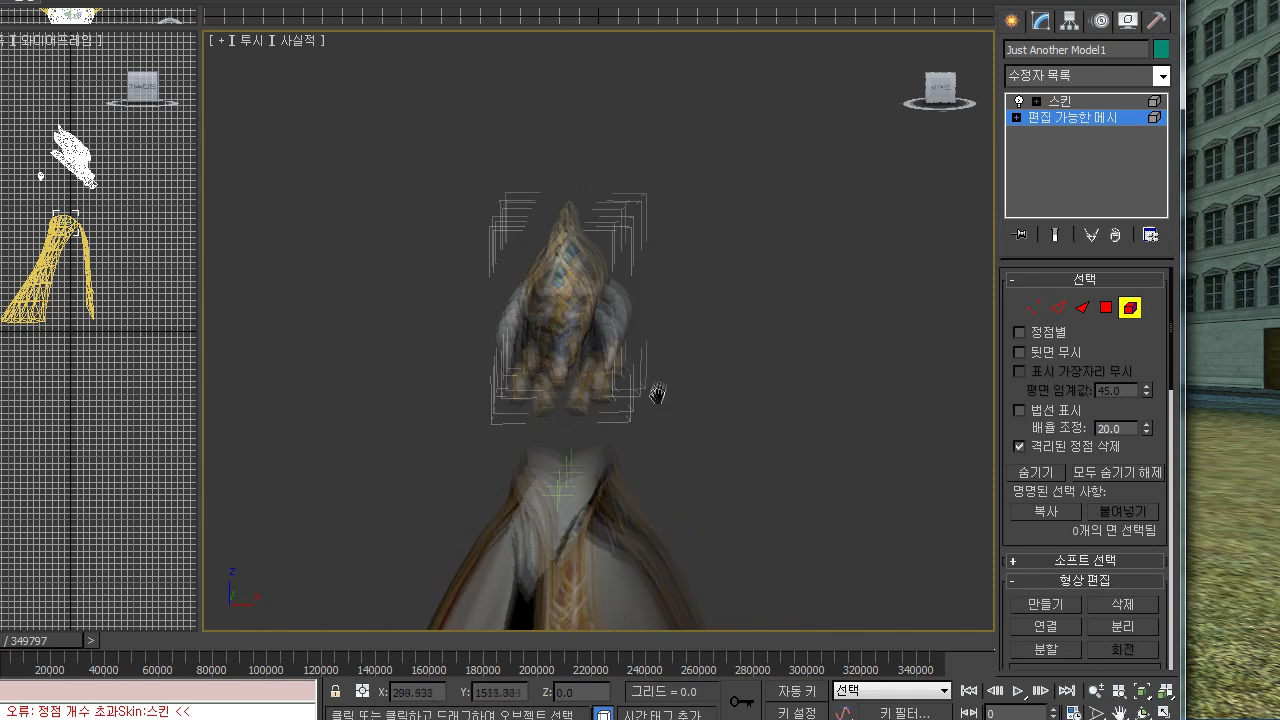 와이어프레임 ]
[ + I 투시 I 사실적 ]
Just Another Model1
수정자 목록
스킨
편집 가능한 메시
- 선택
정점별
뒷면 무시
표시 가장자리 무시
평면 임계값: 45.0
법선 표시
배율 조정: 20.0
격리된 정점 삭제
숨기기 모두 숨기기 해제
명명된 선택 사항:
복사 붙여넣기
0개의 면 선택됨
+ 소프트 선택
- 형상 편집
만들기 삭제
연결 분리
분할 회전
z
x
/ 349797 >
20000 40000 60000 80000 100000 120000 140000 160000 180000 200000 220000 240000 260000 280000 300000 320000 340000
X: Y: Z: 0.0 그리드 = 0.0 자동 키 선택
오류: 정점 개수 초과Skin:스킨 <<
클릭 또는 클릭하고 드래그하여 오브젝트 선택 시간 태그 추가 키 설정 키 필터... 0